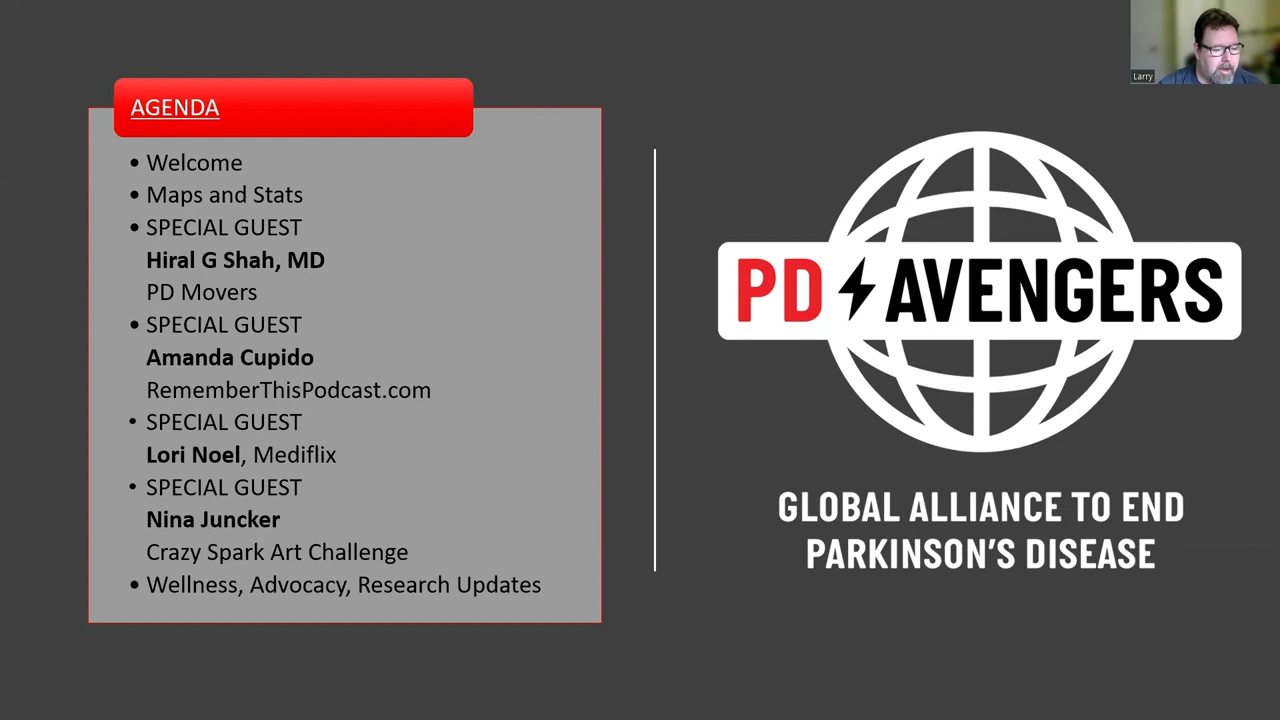 AGENDA
• Welcome
• Maps and Stats
• SPECIAL GUEST
Hiral G Shah, MD
PD Movers
• SPECIAL GUEST
Amanda Cupido
RememberThisPodcast.com
• SPECIAL GUEST
Lori Noel, Mediflix
• SPECIAL GUEST
Nina Juncker
Crazy Spark Art Challenge
• Wellness, Advocacy, Research Updates
PD AVENGERS
GLOBAL ALLIANCE TO END
PARKINSON'S DISEASE
Larry